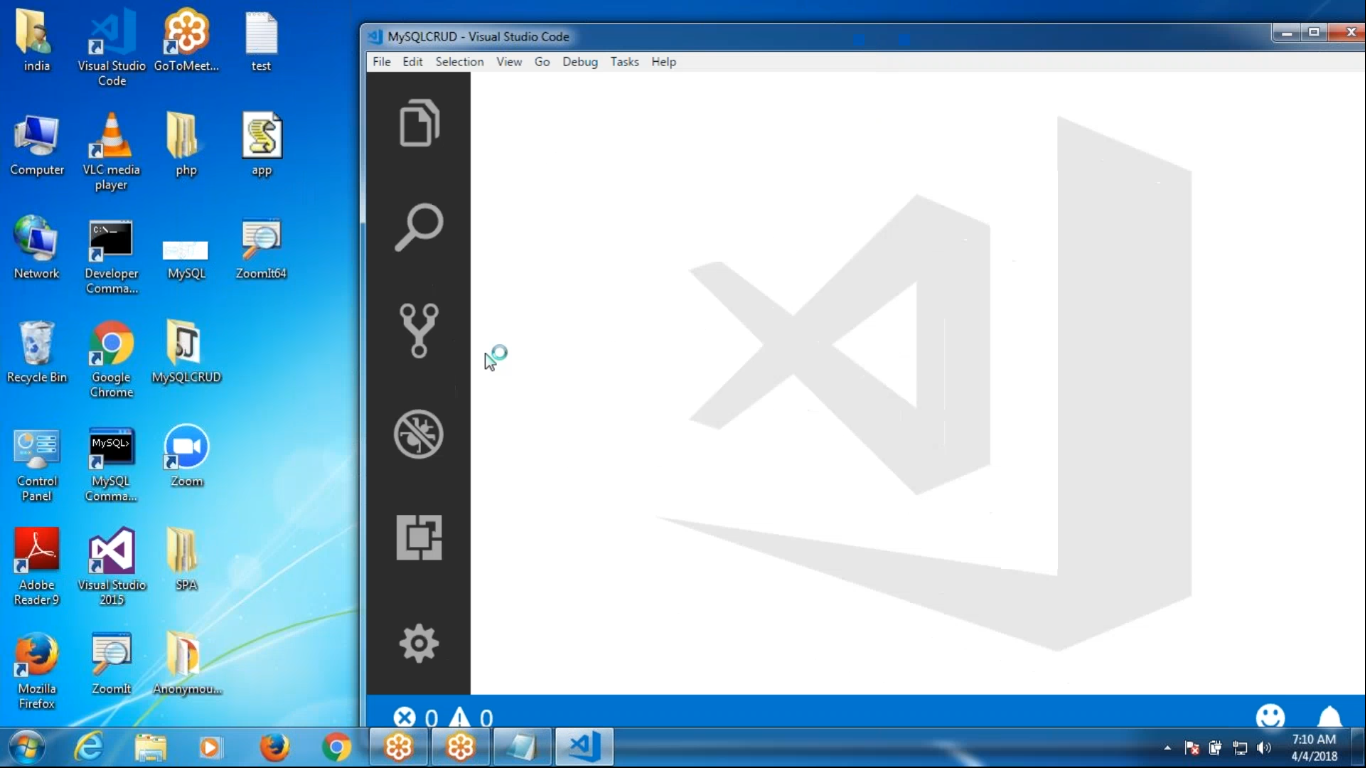 MySQLCRUD - Visual Studio Code
File Edit Selection View Go Debug Tasks Help
india
Visual Studio
Code
GoToMeet...
test
Computer
VLC media
player
php
app
Network
C:\_
Developer
Comma...
MySQL
ZoomIt64
Recycle Bin
Google
Chrome
MySQLCRUD
Control
Panel
MySQL>
MySQL
Comma...
Zoom
Adobe
Reader 9
Visual Studio
2015
SPA
Mozilla
Firefox
ZoomIt
Anonymou...
0 0
7:10 AM
4/4/2018